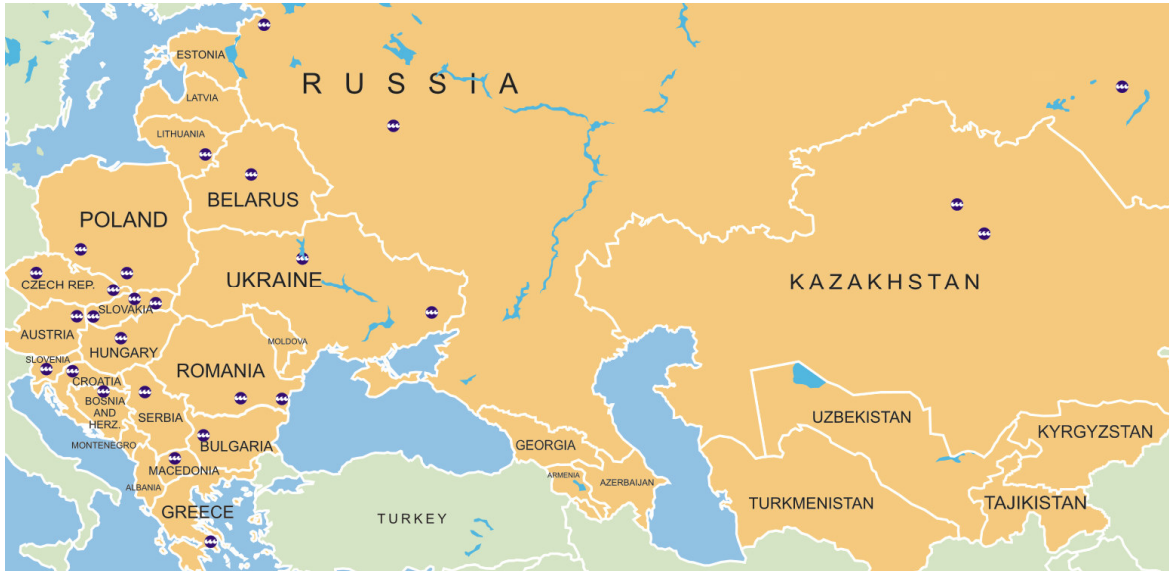 ESTONIA
RUSSIA
LATVIA
LITHUANIA
BELARUS
POLAND
UKRAINE
CZECH REP.
KAZAKHSTAN
SLOVAKIA
AUSTRIA
HUNGARY
MOLDOVA
SLOVENIA
ROMANIA
CROATIA
BOSNIA
AND
HERZ.
SERBIA
UZBEKISTAN
KYRGYZSTAN
MONTENEGRO
BULGARIA
GEORGIA
MACEDONIA
ARMENIA
AZERBAIJAN
ALBANIA
TURKMENISTAN
TAJIKISTAN
GREECE
TURKEY